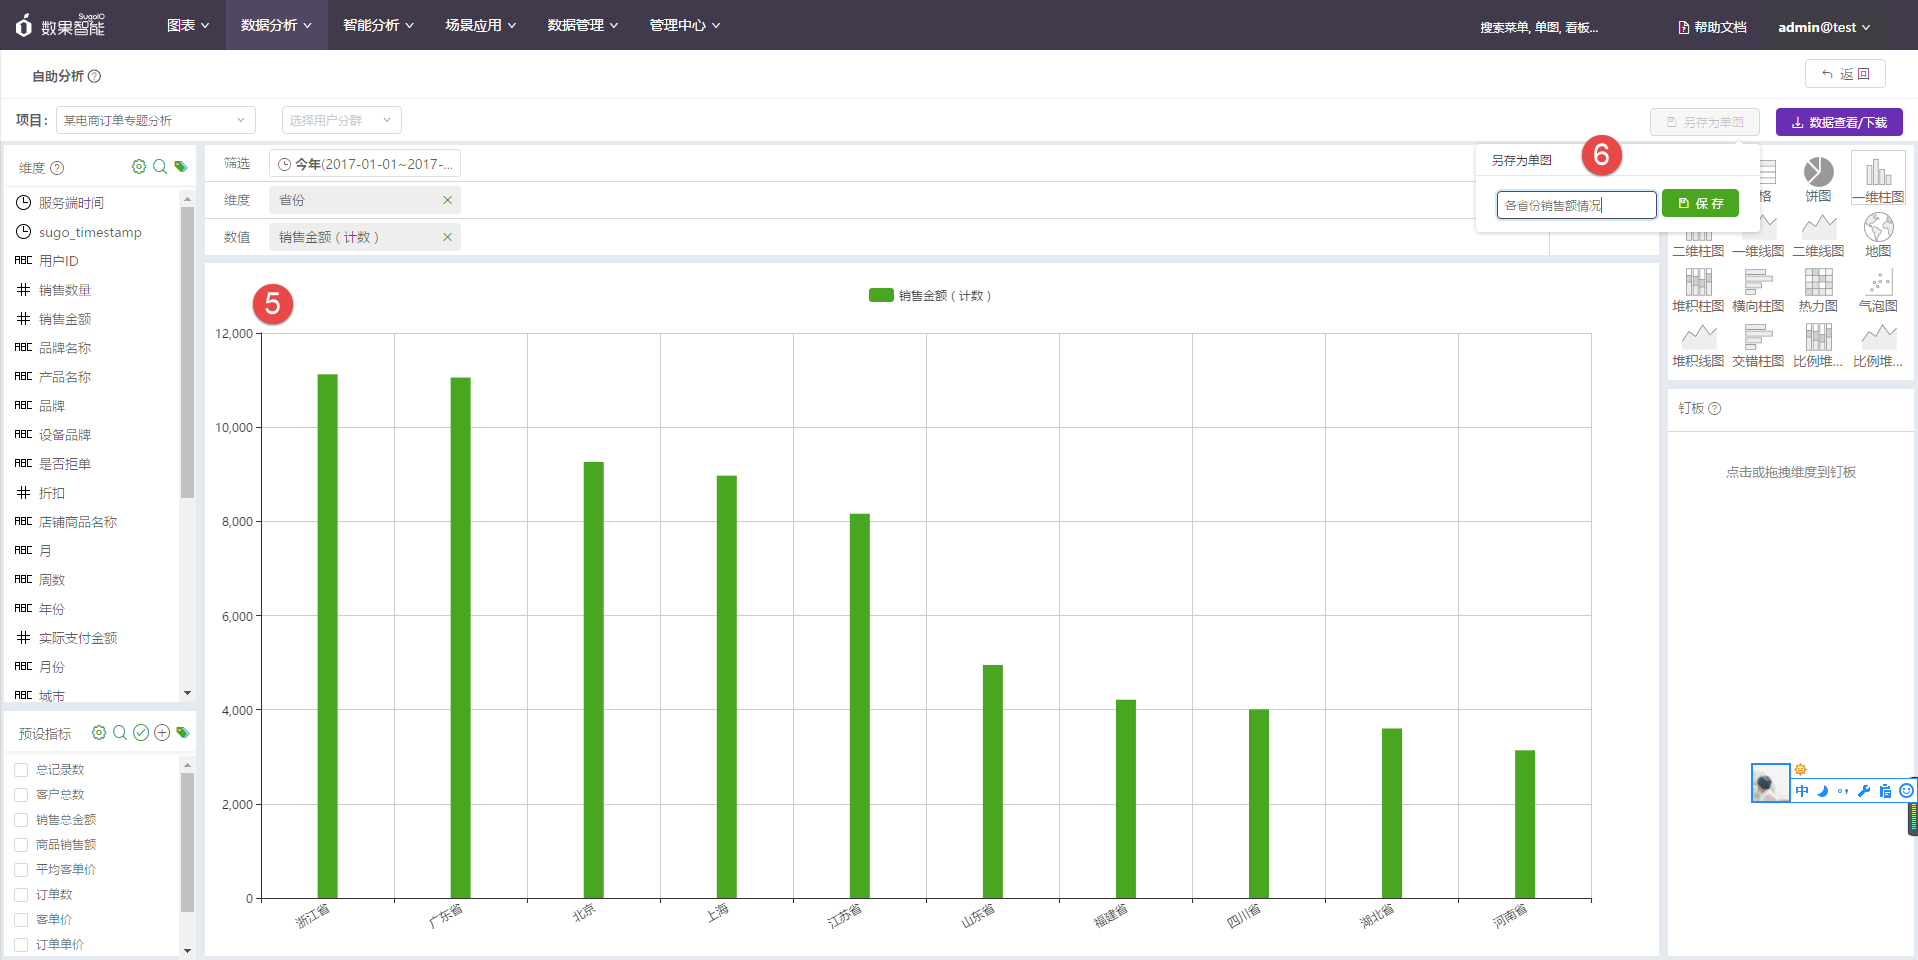 SugoIO
数果智能
图表
数据分析
智能分析
场景应用
数据管理
管理中心
搜索菜单, 单图, 看板...
帮助文档
admin@test
自助分析
返 回
项目：
某电商订单专题分析
选择用户分群
另存为单图
数据查看/下载
维度
服务端时间
sugo_timestamp
ABC 用户ID
销售数量
销售金额
ABC 品牌名称
ABC 产品名称
ABC 品牌
ABC 设备品牌
ABC 是否拒单
折扣
ABC 店铺商品名称
ABC 月
ABC 周数
ABC 年份
实际支付金额
ABC 月份
ABC 城市
预设指标
总记录数
客户总数
销售总金额
商品销售额
平均客单价
订单数
客单价
订单单价
筛选
今年(2017-01-01~2017-...
维度
省份
数值
销售金额（计数）
另存为单图
6
各省份销售额情况
保 存
5
销售金额（计数）
12,000
10,000
8,000
6,000
4,000
2,000
0
浙江省
广东省
北京
上海
江苏省
山东省
福建省
四川省
湖北省
河南省
格
饼图
一维柱图
二维柱图
一维线图
二维线图
地图
堆积柱图
横向柱图
热力图
气泡图
堆积线图
交错柱图
比例堆...
比例堆...
钉板
点击或拖拽维度到钉板
中